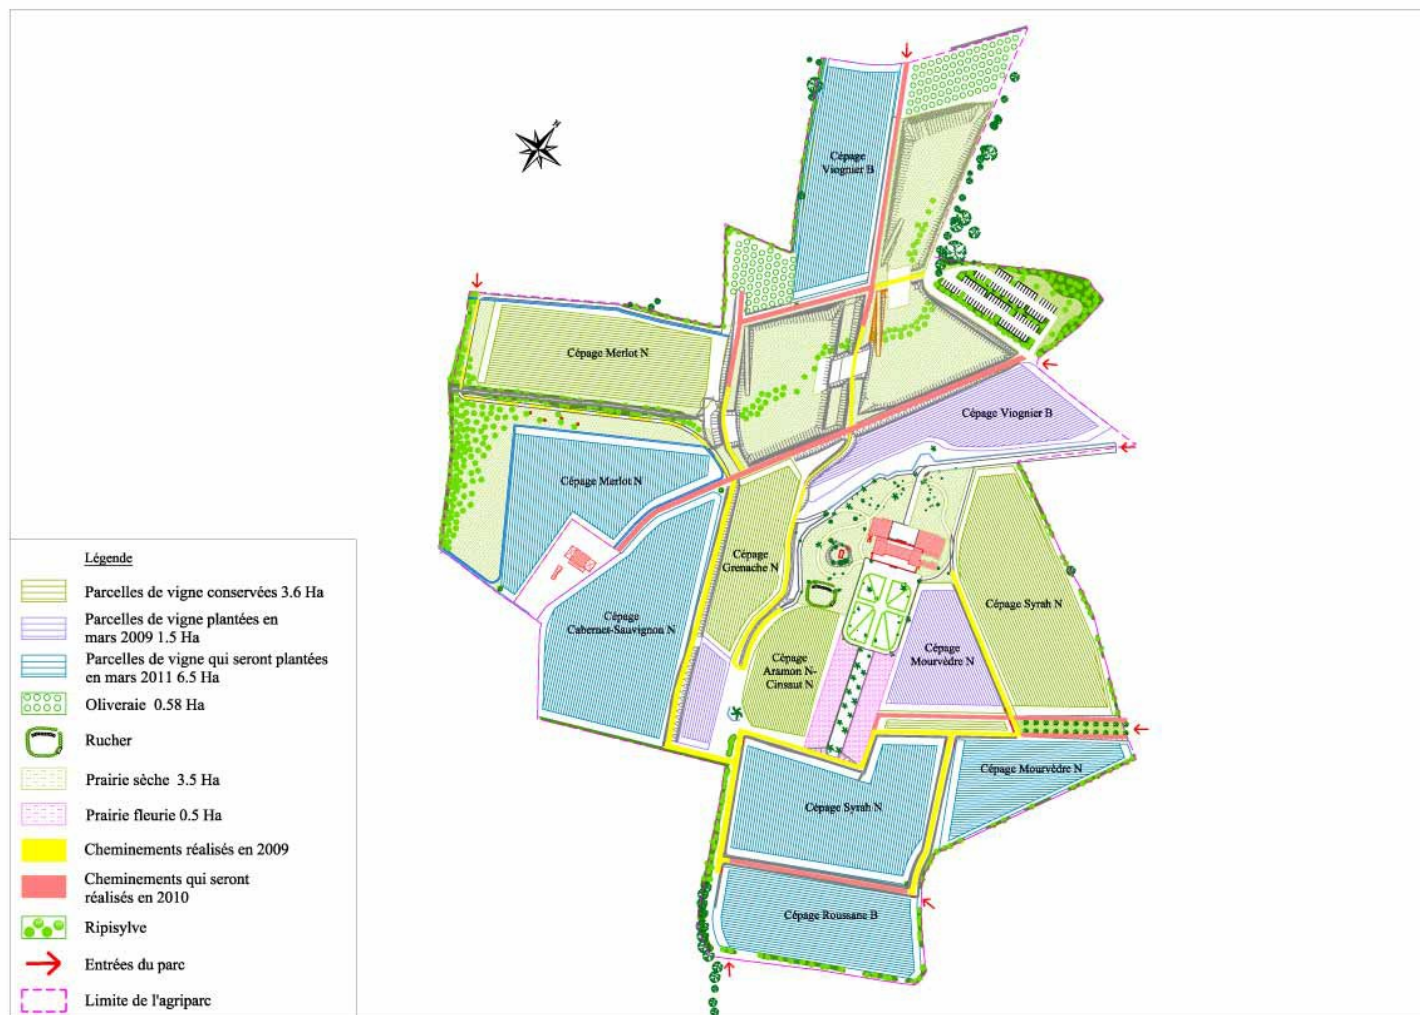 N
Cépage
Viognier B
Cépage Merlot N
Cépage Viognier B
Cépage Merlot N
Cépage
Grenache N
Cépage Syrah N
Cépage
Cabernet-Sauvignon N
Cépage
Aramon N-
Cinsaut N
Cépage
Mourvèdre N
Cépage Mourvèdre N
Cépage Syrah N
Cépage Roussane B
Légende
Parcelles de vigne conservées 3.6 Ha
Parcelles de vigne plantées en
mars 2009 1.5 Ha
Parcelles de vigne qui seront plantées
en mars 2011 6.5 Ha
Oliveraie 0.58 Ha
Rucher
Prairie sèche 3.5 Ha
Prairie fleurie 0.5 Ha
Cheminements réalisés en 2009
Cheminements qui seront
réalisés en 2010
Ripisylve
Entrées du parc
Limite de l'agriparc